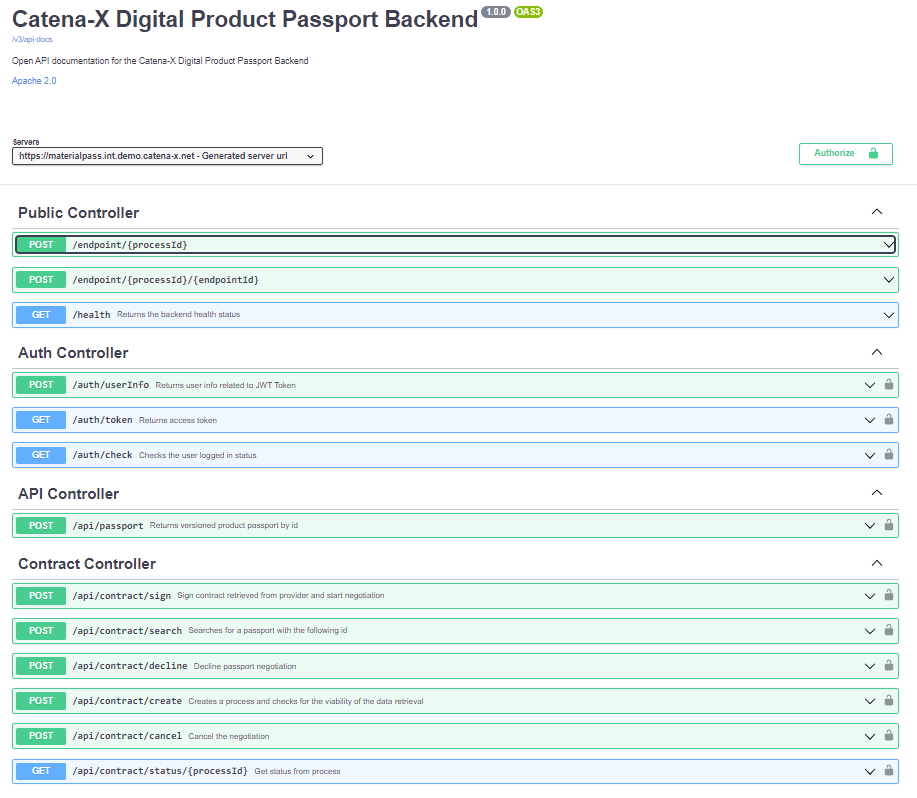 Catena-X Digital Product Passport Backend 1.0.0 OAS3
/v3/api-docs
Open API documentation for the Catena-X Digital Product Passport Backend
Apache 2.0
Servers
https://materialpass.int.demo.catena-x.net - Generated server url
Authorize
Public Controller
POST /endpoint/{processId}
POST /endpoint/{processId}/{endpointId}
GET /health Returns the backend health status
Auth Controller
POST /auth/userInfo Returns user info related to JWT Token
GET /auth/token Returns access token
GET /auth/check Checks the user logged in status
API Controller
POST /api/passport Returns versioned product passport by id
Contract Controller
POST /api/contract/sign Sign contract retrieved from provider and start negotiation
POST /api/contract/search Searches for a passport with the following id
POST /api/contract/decline Decline passport negotiation
POST /api/contract/create Creates a process and checks for the viability of the data retrieval
POST /api/contract/cancel Cancel the negotiation
GET /api/contract/status/{processId} Get status from process